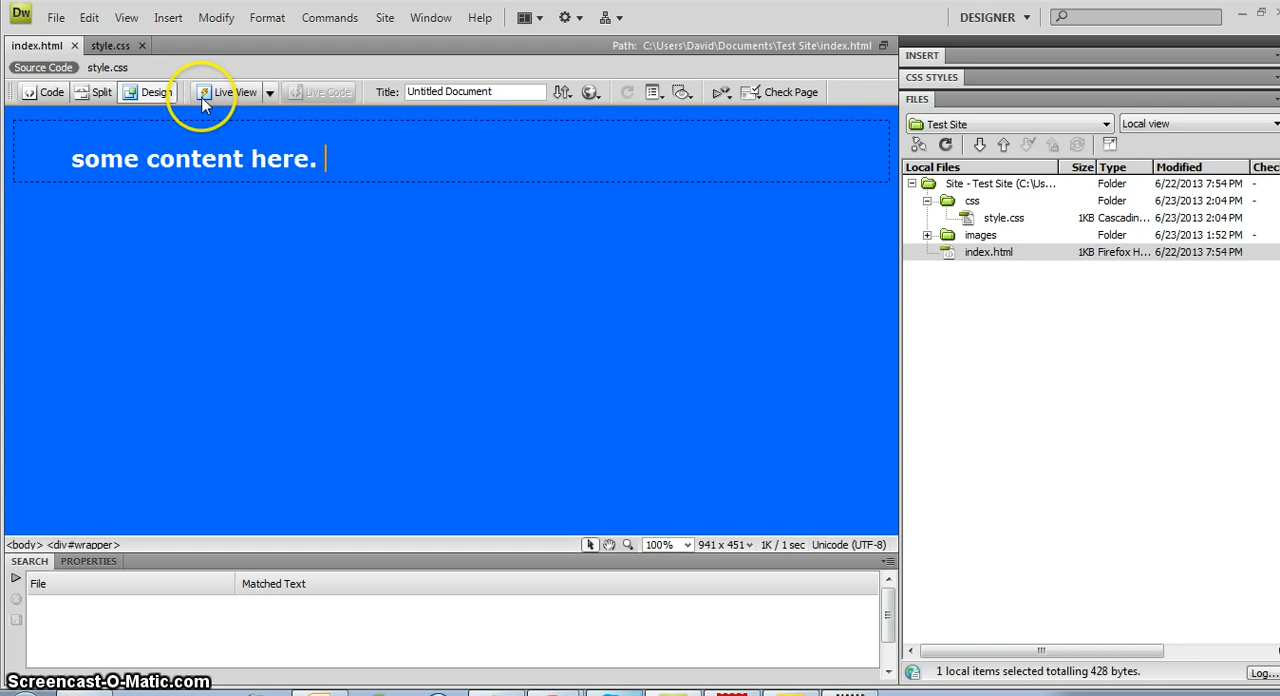 Dw File Edit View Insert Modify Format Commands Site Window Help DESIGNER
index.html style.css Path: C:\Users\David\Documents\Test Site\index.html
Source Code style.css
Code Split Design Live View Live Code Title: Untitled Document Check Page
some content here.
<body> <div#wrapper> 100% 941 x 451 1K / 1 sec Unicode (UTF-8)
SEARCH PROPERTIES
File Matched Text
INSERT
CSS STYLES
FILES
Test Site Local view
Local Files Size Type Modified Chec
Site - Test Site (C:\Us... Folder 6/22/2013 7:54 PM -
css Folder 6/23/2013 2:04 PM -
style.css 1KB Cascadin... 6/23/2013 2:04 PM
images Folder 6/23/2013 1:52 PM -
index.html 1KB Firefox H... 6/22/2013 7:54 PM
1 local items selected totalling 428 bytes. Log...
Screencast-O-Matic.com